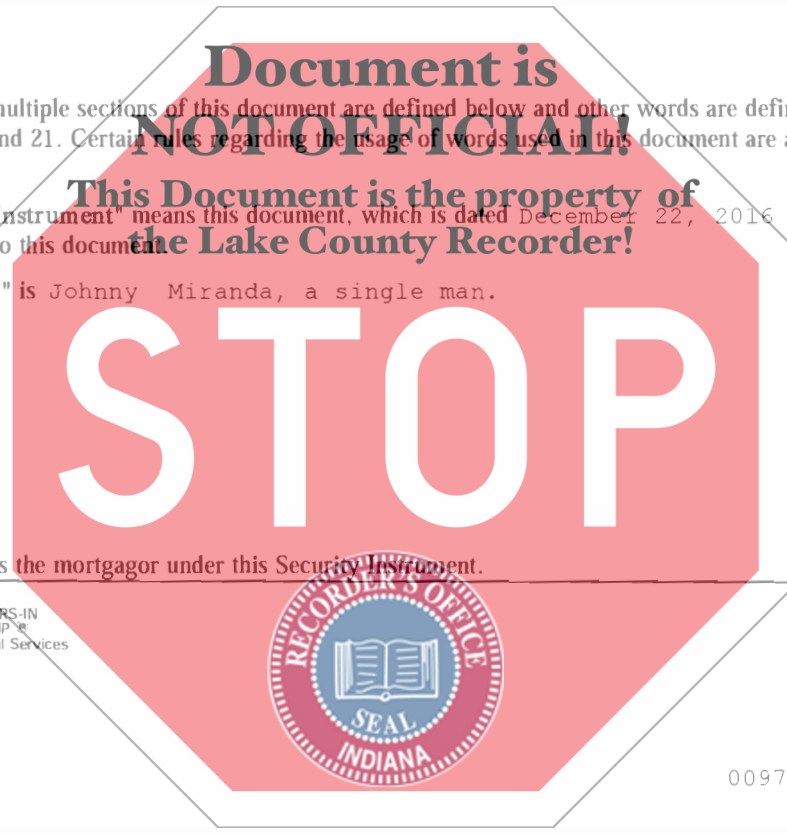 Document is
multiple sections of this document are defined below and other words are defin
nd 21. Certain rules regarding the usage of words used in this document are a
NOT OFFICIAL!
This Document is the property of
nstrument" means this document, which is dated December 22, 2016
o this document.
the Lake County Recorder!
" is Johnny Miranda, a single man.
STOP
s the mortgagor under this Security Instrument.
RS-IN
IP ®
l Services
RECORDER'S OFFICE
SEAL
INDIANA
0097